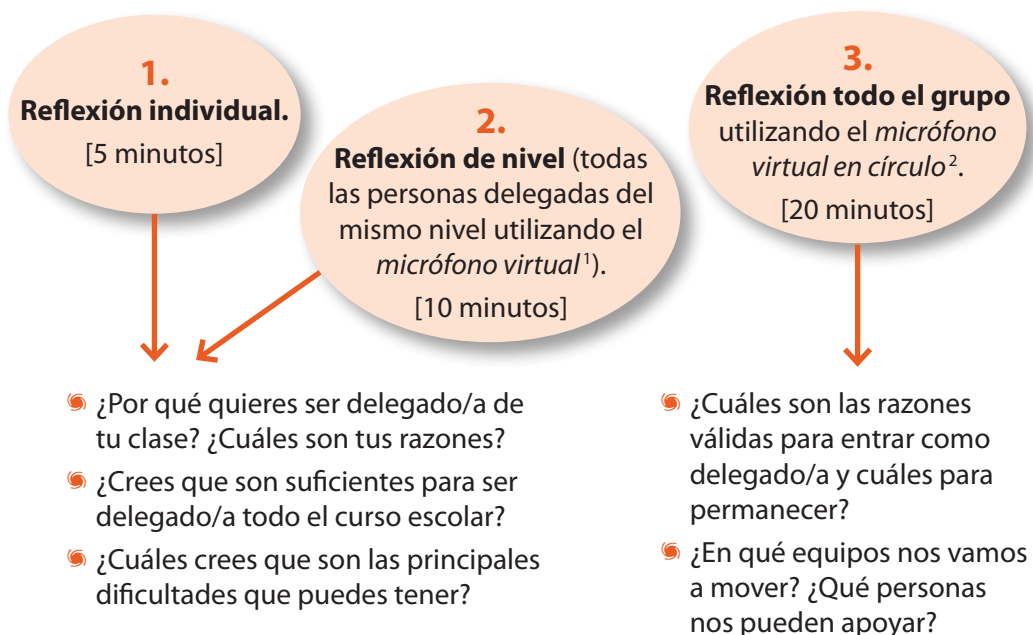 1.
Reflexión individual.
[5 minutos]
2.
Reflexión de nivel (todas
las personas delegadas del
mismo nivel utilizando el
micrófono virtual¹).
[10 minutos]
3.
Reflexión todo el grupo
utilizando el micrófono
virtual en círculo².
[20 minutos]
¿Por qué quieres ser delegado/a de
tu clase? ¿Cuáles son tus razones?
¿Crees que son suficientes para ser
delegado/a todo el curso escolar?
¿Cuáles crees que son las principales
dificultades que puedes tener?
¿Cuáles son las razones
válidas para entrar como
delegado/a y cuáles para
permanecer?
¿En qué equipos nos vamos
a mover? ¿Qué personas
nos pueden apoyar?